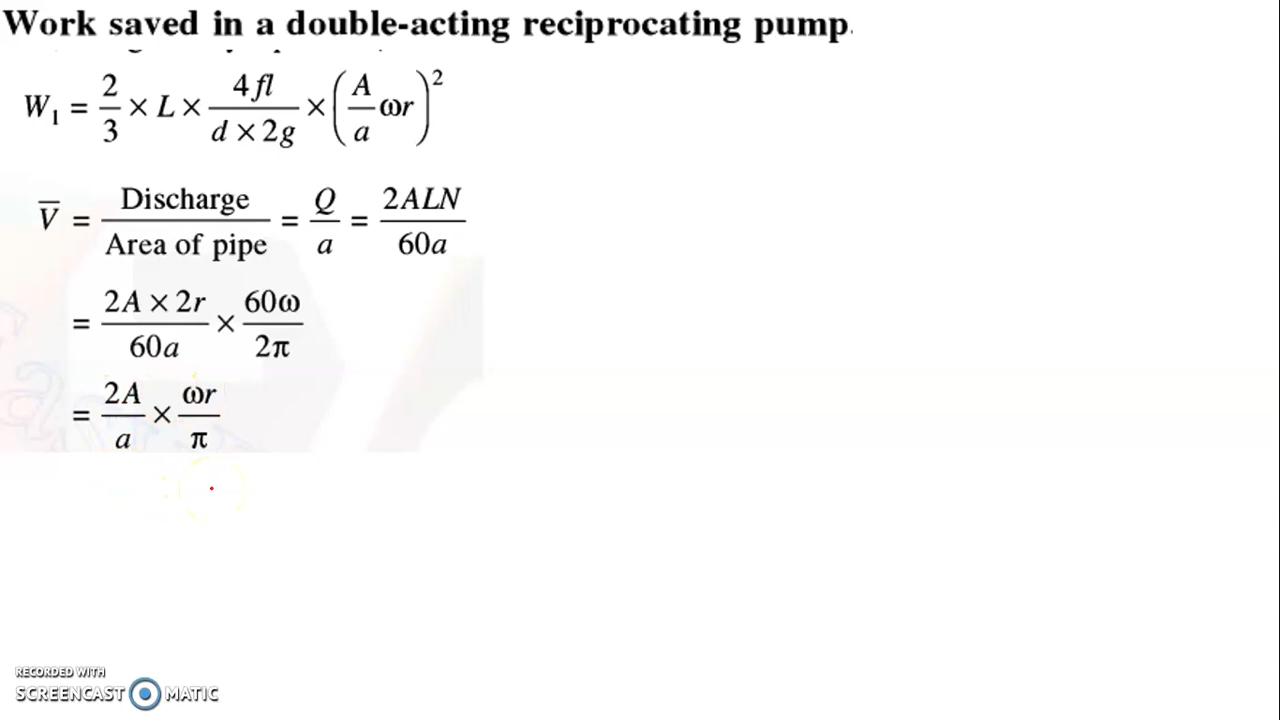 Work saved in a double-acting reciprocating pump.
W₁ = 2/3 × L × 4fl/(d × 2g) × (A/a ωr)²
V̅ = Discharge/Area of pipe = Q/a = 2ALN/60a
= 2A × 2r/60a × 60ω/2π
= 2A/a × ωr/π
RECORDED WITH
SCREENCAST MATIC